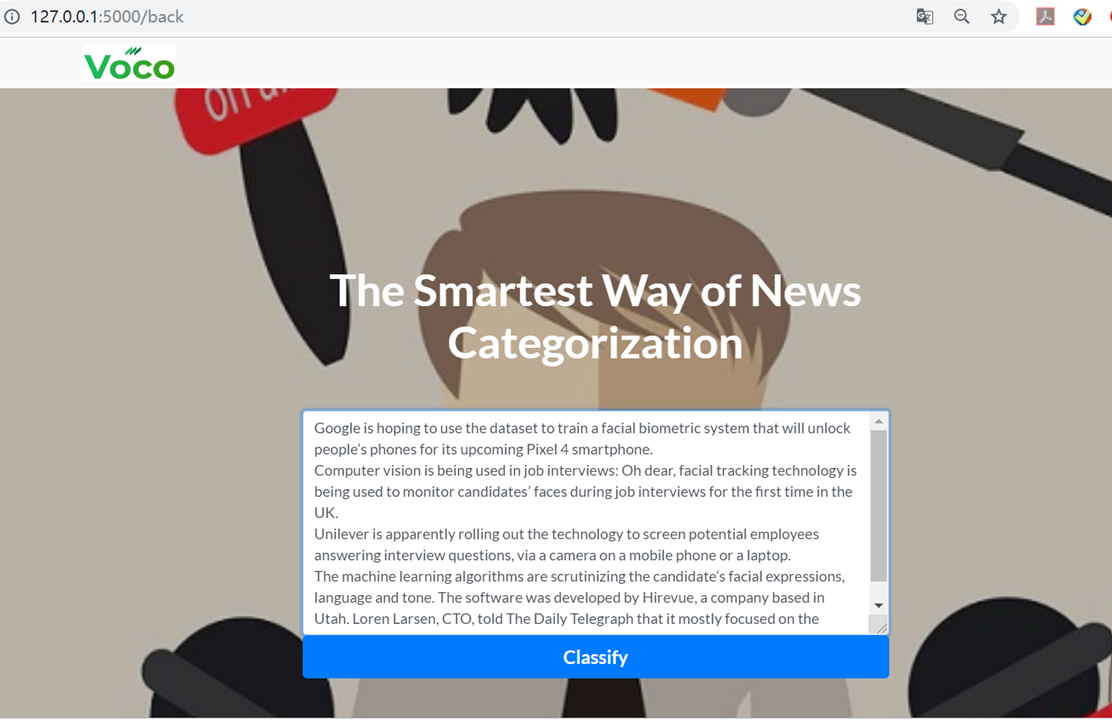 127.0.0.1:5000/back
Voco
The Smartest Way of News
Categorization
Google is hoping to use the dataset to train a facial biometric system that will unlock
people’s phones for its upcoming Pixel 4 smartphone.
Computer vision is being used in job interviews: Oh dear, facial tracking technology is
being used to monitor candidates’ faces during job interviews for the first time in the
UK.
Unilever is apparently rolling out the technology to screen potential employees
answering interview questions, via a camera on a mobile phone or a laptop.
The machine learning algorithms are scrutinizing the candidate’s facial expressions,
language and tone. The software was developed by Hirevue, a company based in
Utah. Loren Larsen, CTO, told The Daily Telegraph that it mostly focused on the
Classify